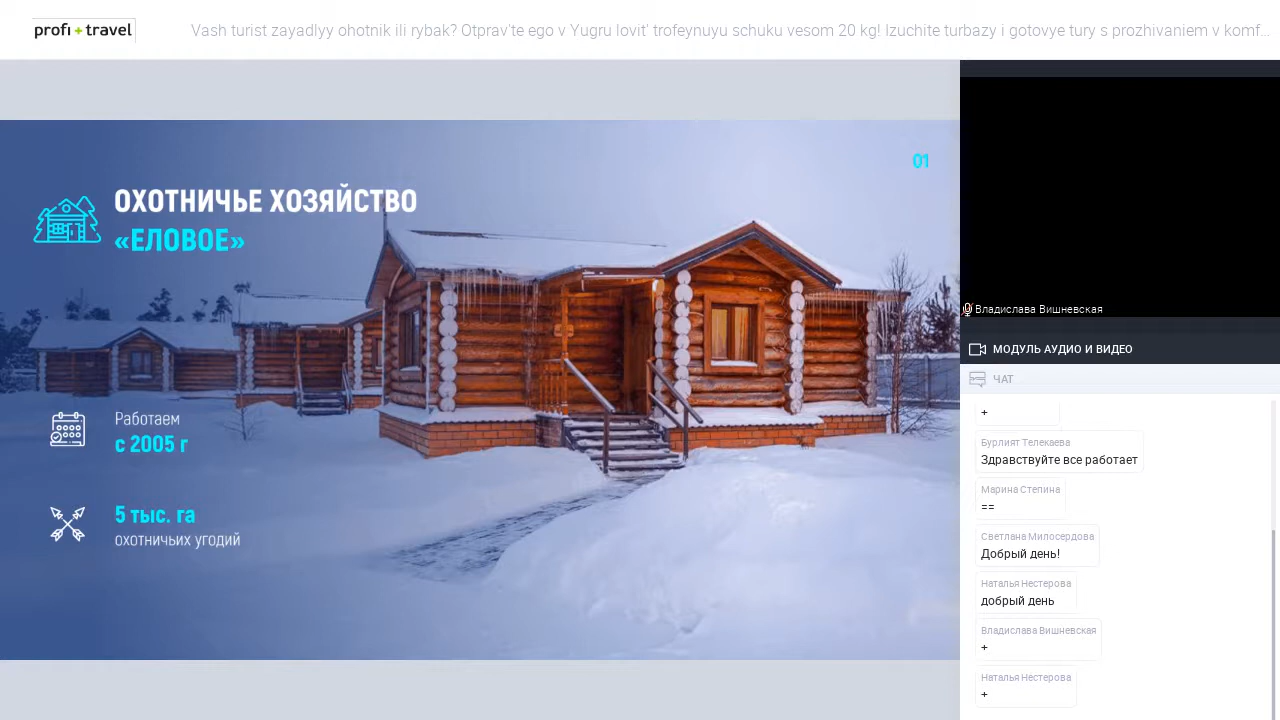 profi+travel
Vash turist zayadlyy ohotnik ili rybak? Otprav'te ego v Yugru lovit' trofeynuyu schuku vesom 20 kg! Izuchite turbazy i gotovye tury s prozhivaniem v komf...
01
ОХОТНИЧЬЕ ХОЗЯЙСТВО
«ЕЛОВОЕ»
Работаем
с 2005 г
5 тыс. га
охотничьих угодий
Владислава Вишневская
МОДУЛЬ АУДИО И ВИДЕО
ЧАТ
+
Бурлият Телекаева
Здравствуйте все работает
Марина Степина
==
Светлана Милосердова
Добрый день!
Наталья Нестерова
добрый день
Владислава Вишневская
+
Наталья Нестерова
+